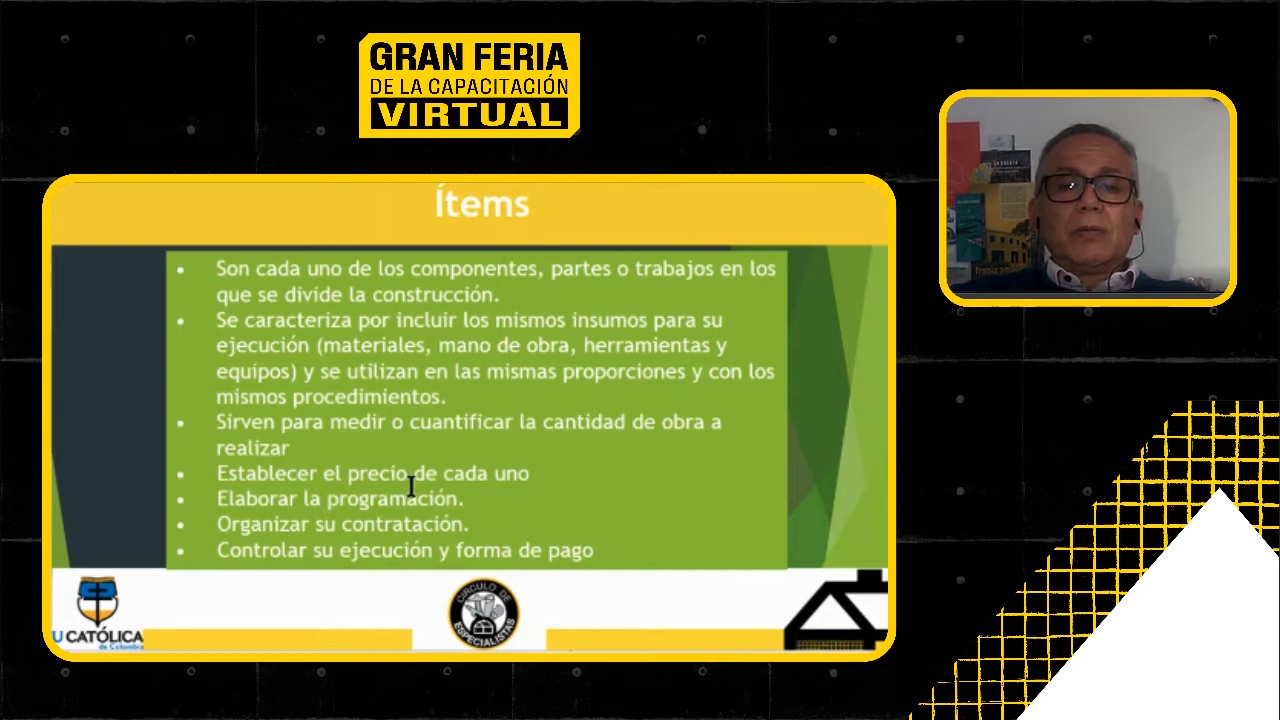 GRAN FERIA
DE LA CAPACITACIÓN
VIRTUAL
Ítems
• Son cada uno de los componentes, partes o trabajos en los
que se divide la construcción.
• Se caracteriza por incluir los mismos insumos para su
ejecución (materiales, mano de obra, herramientas y
equipos) y se utilizan en las mismas proporciones y con los
mismos procedimientos.
• Sirven para medir o cuantificar la cantidad de obra a
realizar
• Establecer el precio de cada uno
• Elaborar la programación.
• Organizar su contratación.
• Controlar su ejecución y forma de pago
U CATÓLICA
de Colombia
CIRCULO DE
ESPECIALISTAS